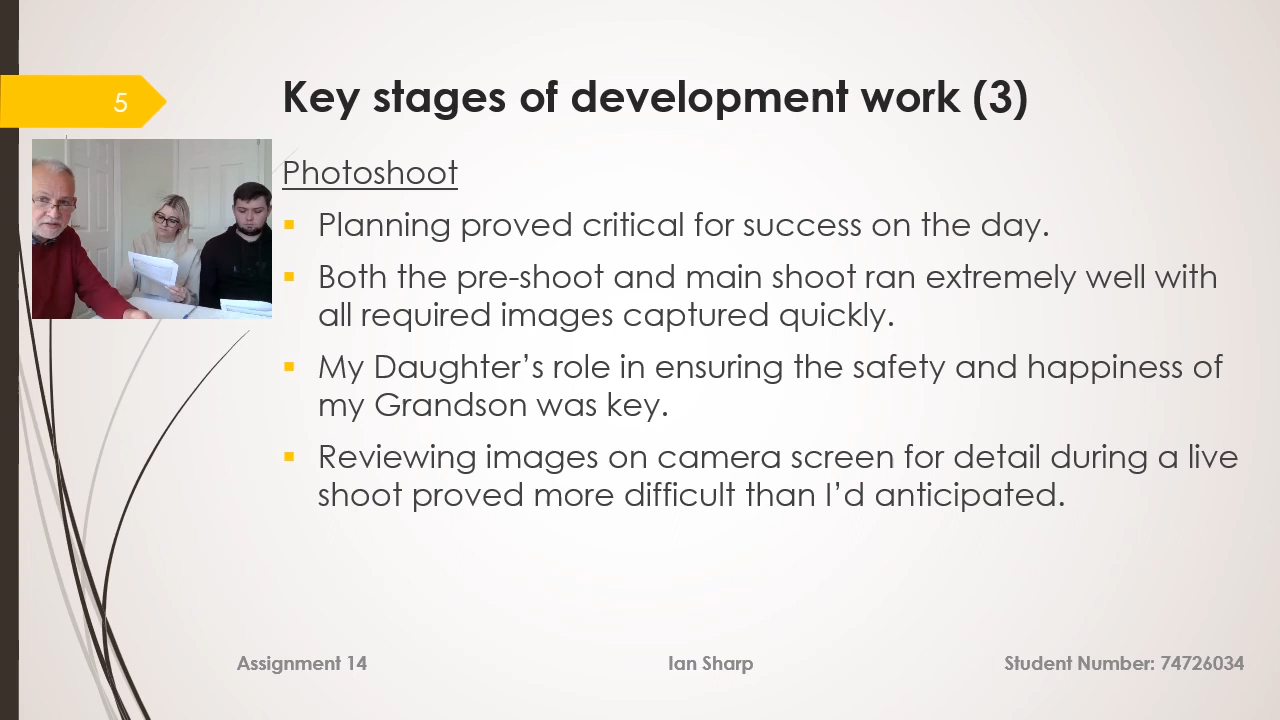 5
Key stages of development work (3)
Photoshoot
Planning proved critical for success on the day.
Both the pre-shoot and main shoot ran extremely well with
all required images captured quickly.
My Daughter’s role in ensuring the safety and happiness of
my Grandson was key.
Reviewing images on camera screen for detail during a live
shoot proved more difficult than I’d anticipated.
Assignment 14
Ian Sharp
Student Number: 74726034